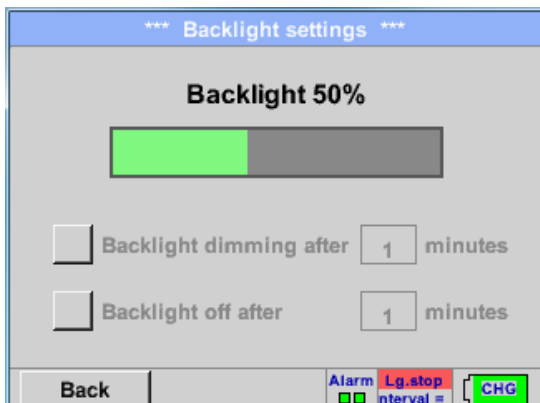 *** Backlight settings ***
Backlight 50%
Backlight dimming after 1 minutes
Backlight off after 1 minutes
Back
Alarm Lg.stop CHG
nterval =